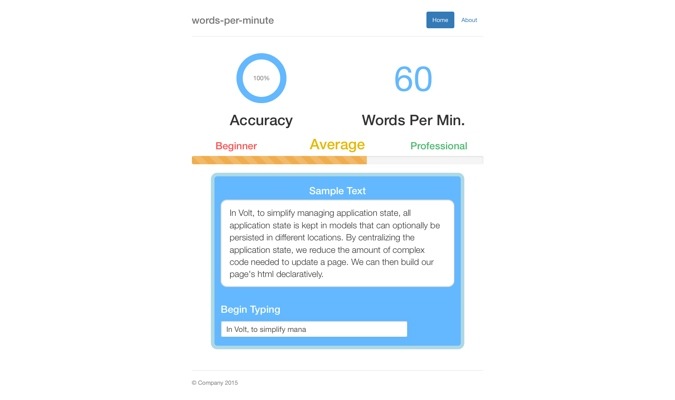 words-per-minute
Home
About
100%
60
Accuracy
Words Per Min.
Beginner
Average
Professional
Sample Text
In Volt, to simplify managing application state, all
application state is kept in models that can optionally be
persisted in different locations. By centralizing the
application state, we reduce the amount of complex
code needed to update a page. We can then build our
page's html declaratively.
Begin Typing
In Volt, to simplify mana
© Company 2015